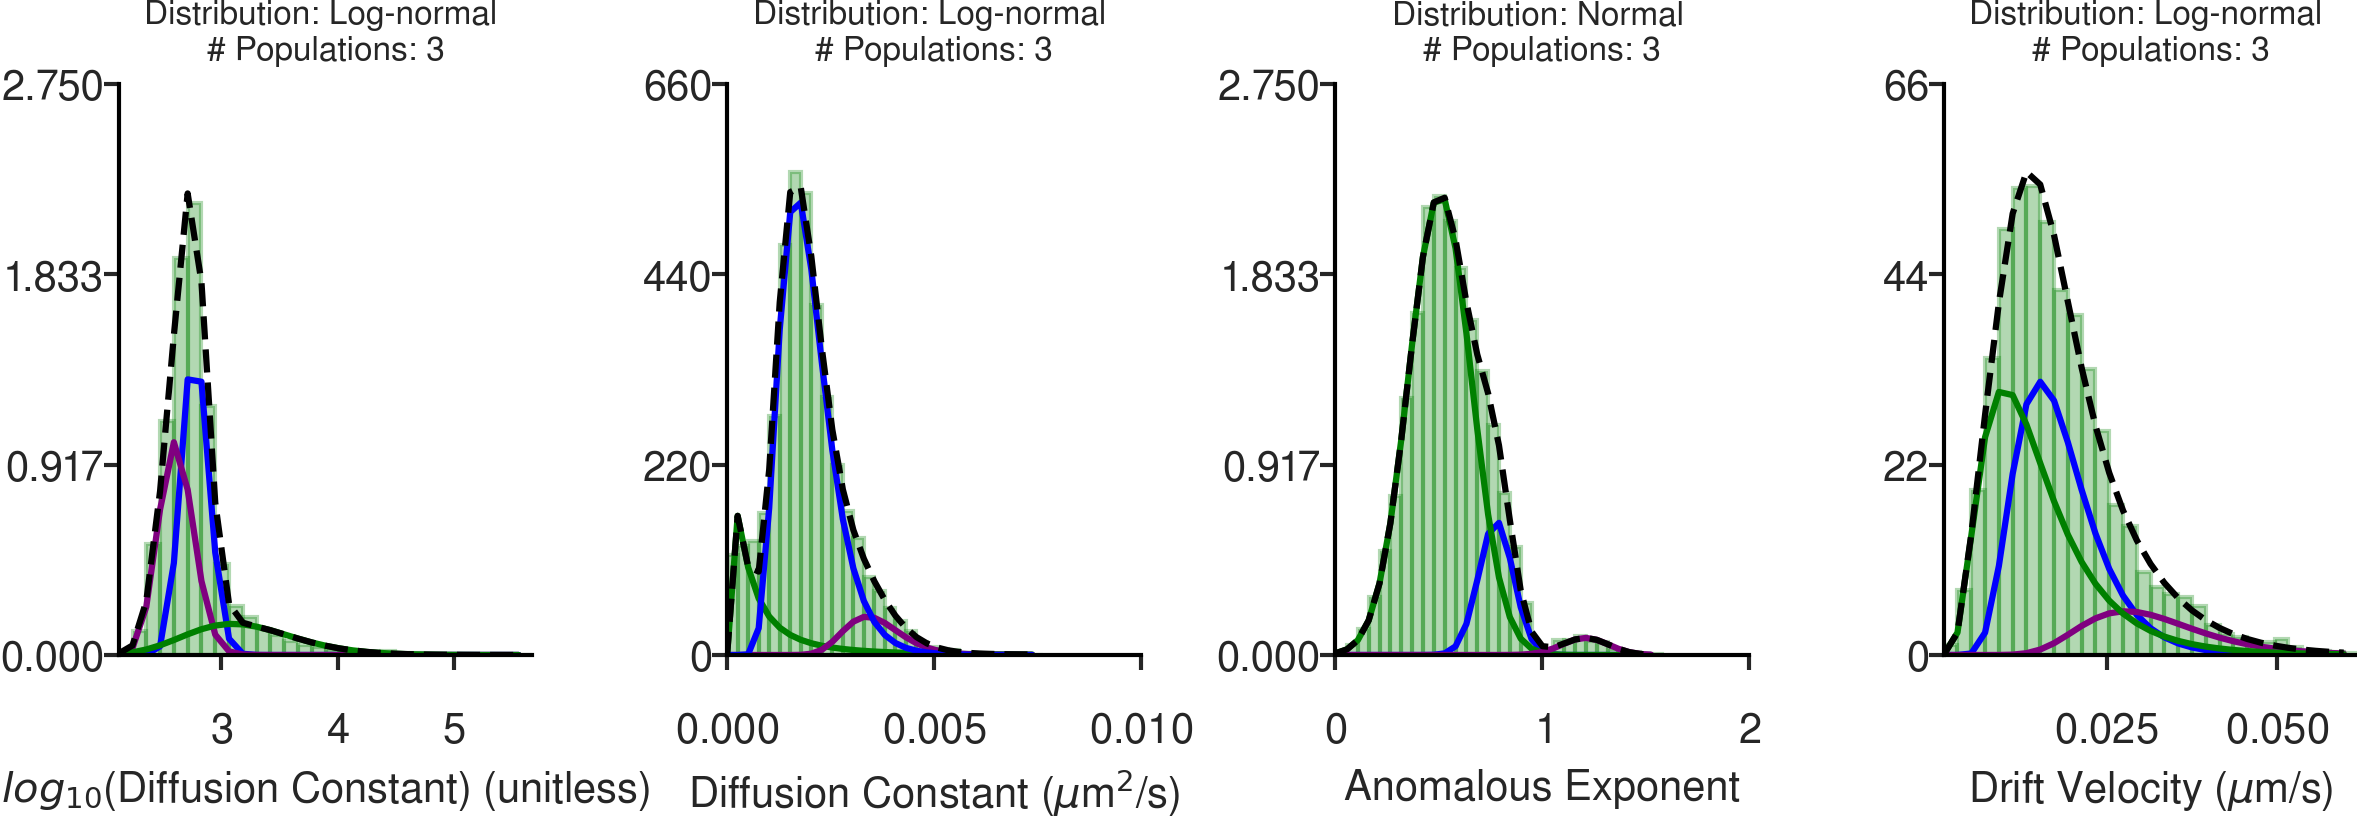 Distribution: Log-normal
# Populations: 3
2.750
1.833
0.917
0.000
3 4 5
log10(Diffusion Constant) (unitless)
Distribution: Log-normal
# Populations: 3
660
440
220
0
0.000 0.005 0.010
Diffusion Constant (μm²/s)
Distribution: Normal
# Populations: 3
2.750
1.833
0.917
0.000
0 1 2
Anomalous Exponent
Distribution: Log-normal
# Populations: 3
66
44
22
0
0.025 0.050
Drift Velocity (μm/s)